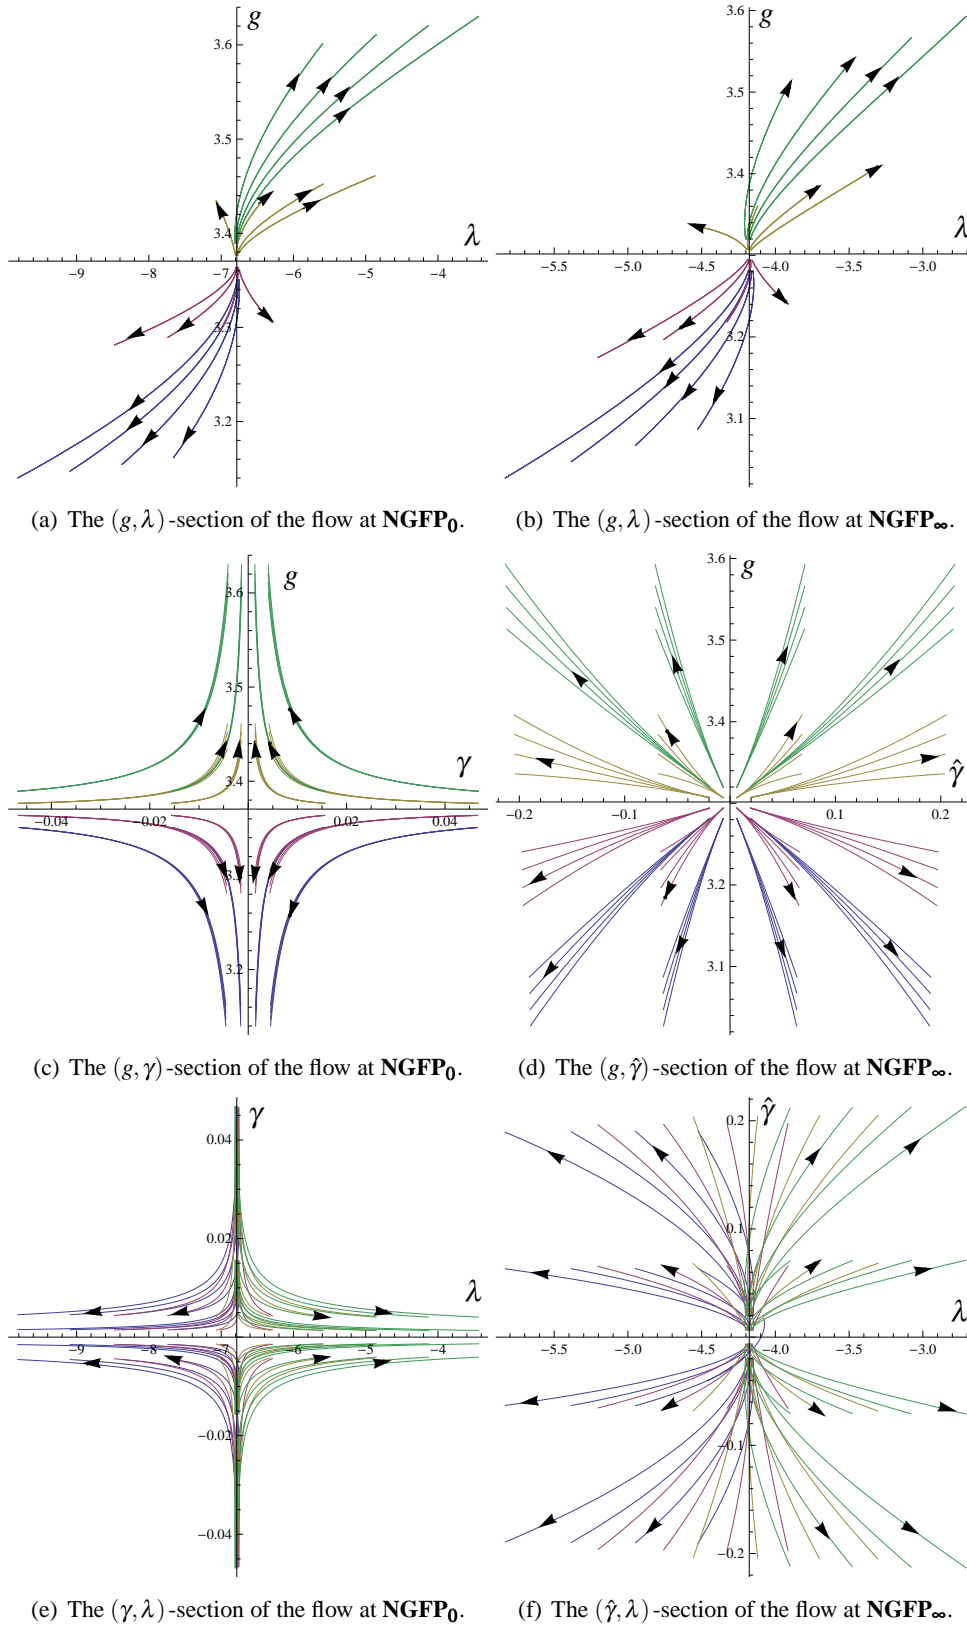 g
3.6
3.5
3.4
λ
−9 −8 −7 −6 −5 −4
3.3
3.2
(a) The (g, λ)-section of the flow at NGFP₀.
g
3.6
3.5
3.4
λ
−5.5 −5.0 −4.5 −4.0 −3.5 −3.0
3.2
3.1
(b) The (g, λ)-section of the flow at NGFP∞.
g
3.6
3.5
3.4
γ
−0.04 −0.02 0.02 0.04
3.3
3.2
(c) The (g, γ)-section of the flow at NGFP₀.
g
3.6
3.5
3.4
γ̂
−0.2 −0.1 0.1 0.2
3.2
3.1
(d) The (g, γ̂)-section of the flow at NGFP∞.
γ
0.04
0.02
λ
−9 −8 −7 −6 −5 −4
−0.02
−0.04
(e) The (γ, λ)-section of the flow at NGFP₀.
γ̂
0.2
0.1
λ
−5.5 −5.0 −4.5 −4.0 −3.5 −3.0
−0.1
−0.2
(f) The (γ̂, λ)-section of the flow at NGFP∞.